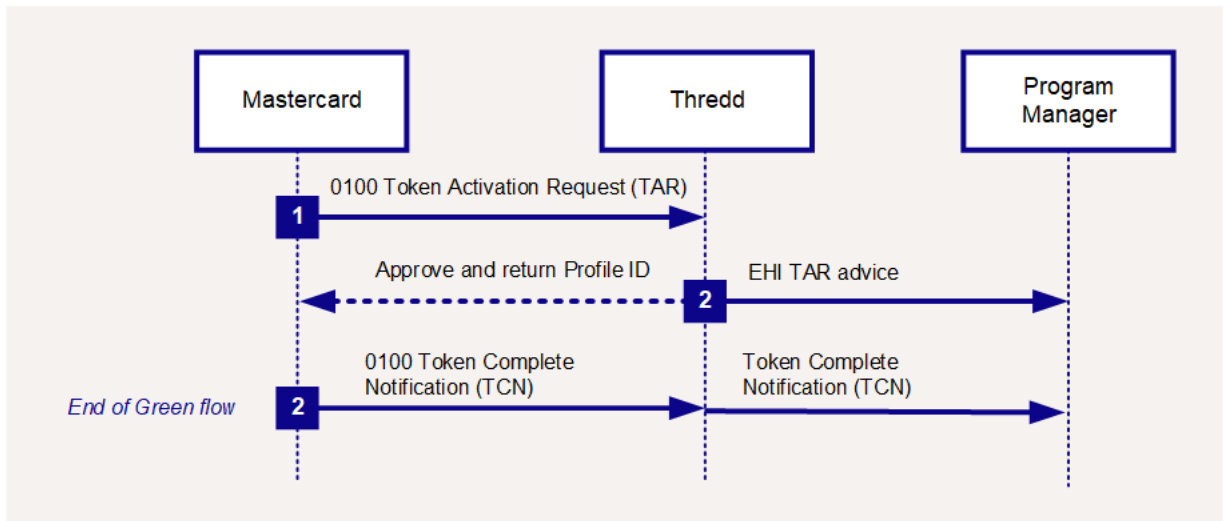 Mastercard
Thredd
Program
Manager
0100 Token Activation Request (TAR)
1
Approve and return Profile ID
EHI TAR advice
2
0100 Token Complete
Notification (TCN)
Token Complete
Notification (TCN)
End of Green flow
2